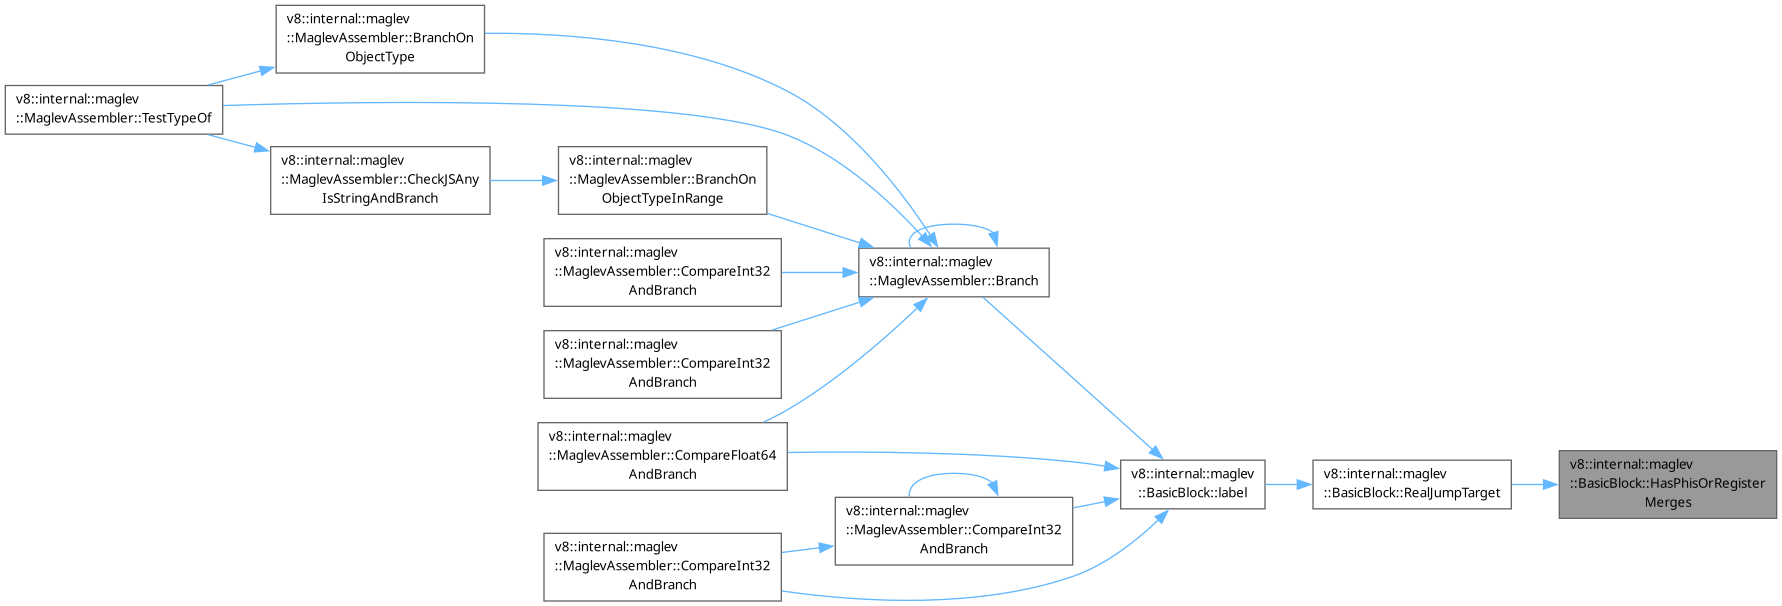 v8::internal::maglev
::MaglevAssembler::BranchOn
ObjectType
v8::internal::maglev
::MaglevAssembler::TestTypeOf
v8::internal::maglev
::MaglevAssembler::CheckJSAny
IsStringAndBranch
v8::internal::maglev
::MaglevAssembler::BranchOn
ObjectTypeInRange
v8::internal::maglev
::MaglevAssembler::CompareInt32
AndBranch
v8::internal::maglev
::MaglevAssembler::Branch
v8::internal::maglev
::MaglevAssembler::CompareInt32
AndBranch
v8::internal::maglev
::MaglevAssembler::CompareFloat64
AndBranch
v8::internal::maglev
::BasicBlock::label
v8::internal::maglev
::BasicBlock::RealJumpTarget
v8::internal::maglev
::BasicBlock::HasPhisOrRegister
Merges
v8::internal::maglev
::MaglevAssembler::CompareInt32
AndBranch
v8::internal::maglev
::MaglevAssembler::CompareInt32
AndBranch